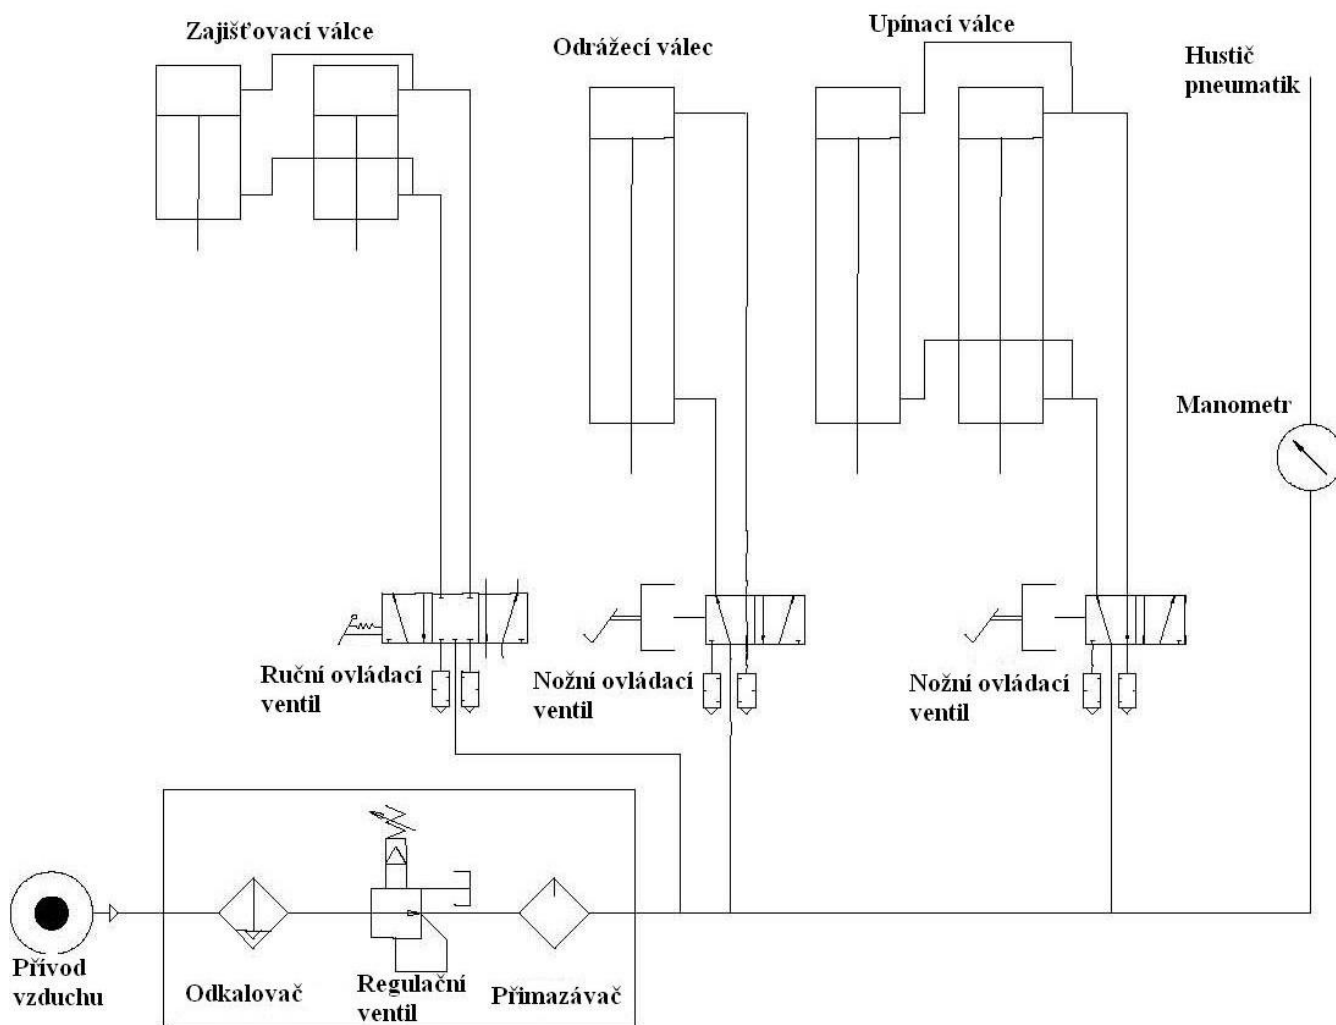 Zajišťovací válce
Odrážecí válec
Upínací válce
Hustič
pneumatik
Manometr
Ruční ovládací
ventil
Nožní ovládací
ventil
Nožní ovládací
ventil
Přívod
vzduchu
Odkalovač
Regulační
ventil
Přimazávač